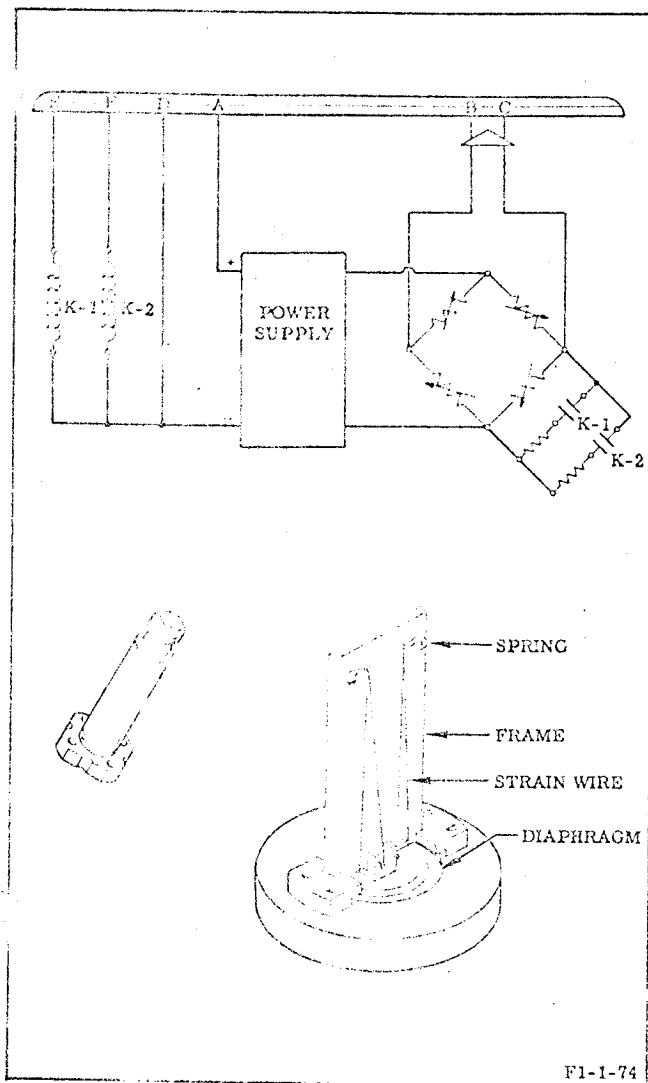 E F D A B C
K-1 K-2
POWER
SUPPLY
+
-
K-1
K-2
SPRING
FRAME
STRAIN WIRE
DIAPHRAGM
F1-1-74